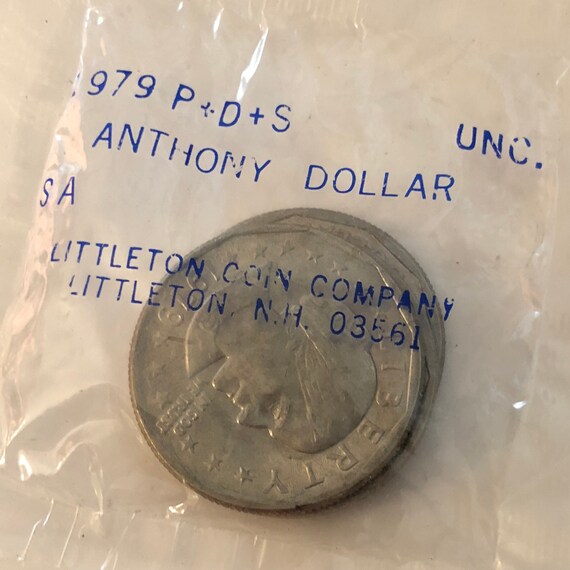 1979 P+D+S UNC.
ANTHONY DOLLAR
SA
LITTLETON COIN COMPANY
LITTLETON, N.H. 03561
LIBERTY